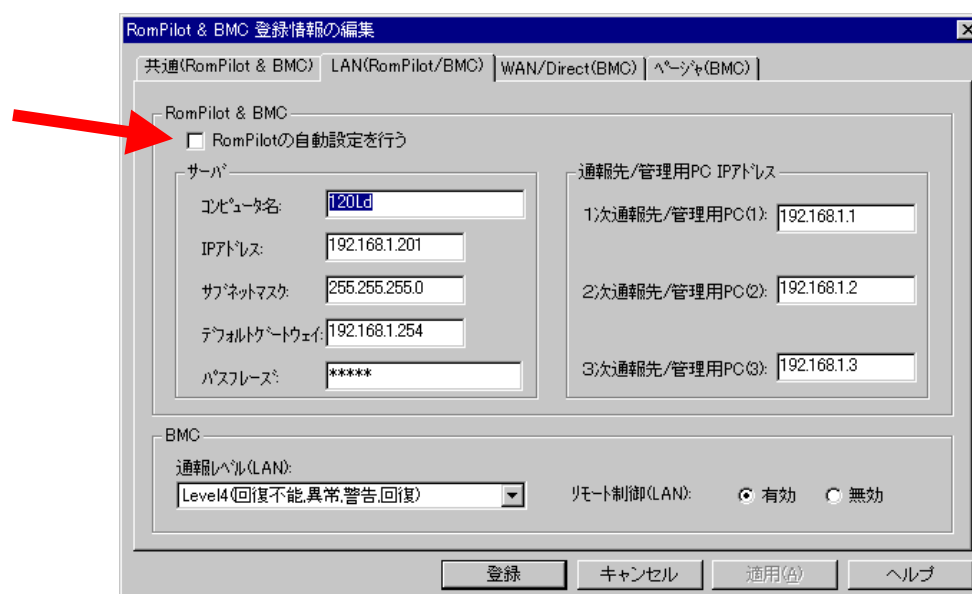 RomPilot & BMC 登録情報の編集
共通(RomPilot & BMC) LAN(RomPilot/BMC) WAN/Direct(BMC) ﾍﾟｰｼﾞｬ(BMC)
RomPilot & BMC
RomPilotの自動設定を行う
ｻｰﾊﾞ
ｺﾝﾋﾟｭｰﾀ名: 120Ld
IPｱﾄﾞﾚｽ: 192.168.1.201
ｻﾌﾞﾈｯﾄﾏｽｸ: 255.255.255.0
ﾃﾞﾌｫﾙﾄｹﾞｰﾄｳｪｲ: 192.168.1.254
ﾊﾟｽﾌﾚｰｽﾞ: *****
通報先/管理用PC IPｱﾄﾞﾚｽ
1次通報先/管理用PC(1): 192.168.1.1
2次通報先/管理用PC(2): 192.168.1.2
3次通報先/管理用PC(3): 192.168.1.3
BMC
通報ﾚﾍﾞﾙ(LAN):
Level4(回復不能,異常,警告,回復)
ﾘﾓｰﾄ制御(LAN): 有効 無効
登録 キャンセル 適用(A) ヘルプ